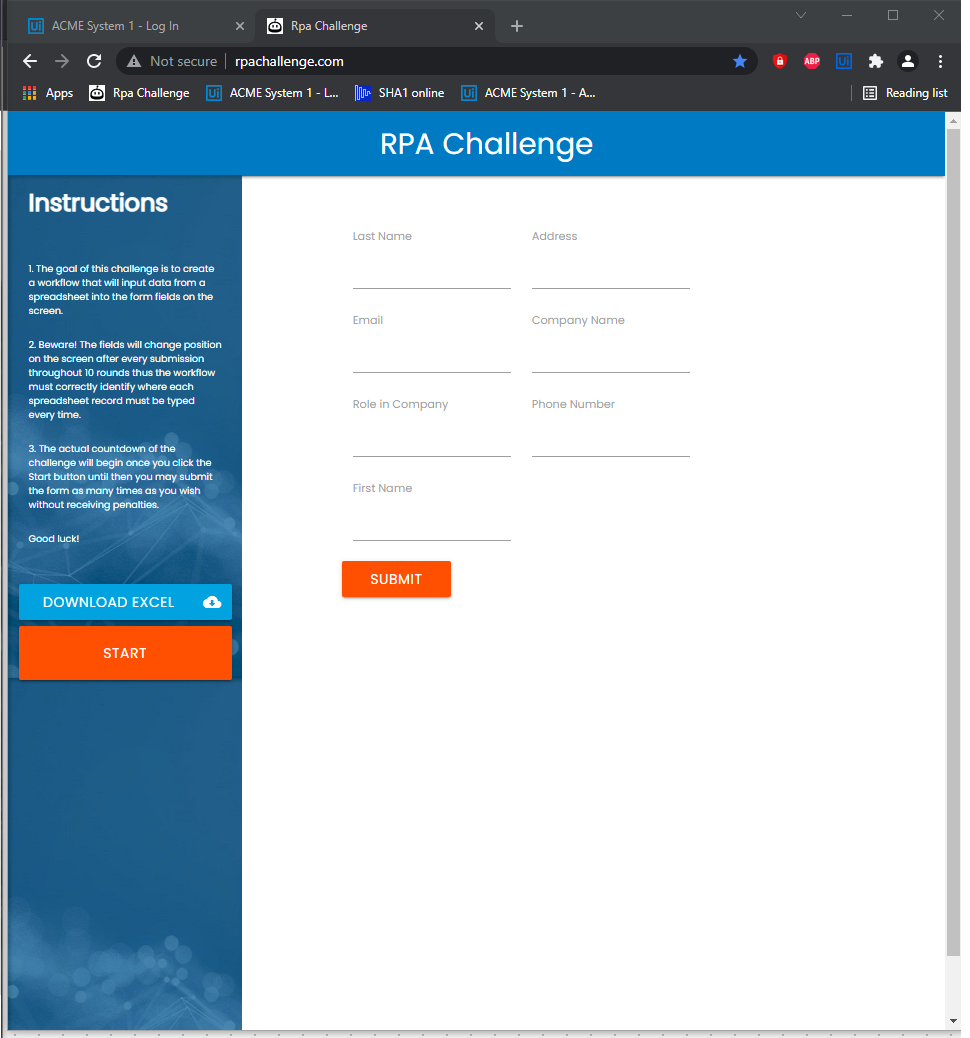 ACME System 1 - Log In
Rpa Challenge
Not secure rpachallenge.com
ABP
Ui
Apps
Rpa Challenge
Ui ACME System 1 - L...
SHA1 online
Ui ACME System 1 - A...
Reading list
RPA Challenge
Instructions
1. The goal of this challenge is to create
a workflow that will input data from a
spreadsheet into the form fields on the
screen.
2. Beware! The fields will change position
on the screen after every submission
throughout 10 rounds thus the workflow
must correctly identify where each
spreadsheet record must be typed
every time.
3. The actual countdown of the
challenge will begin once you click the
Start button until then you may submit
the form as many times as you wish
without receiving penalties.
Good luck!
DOWNLOAD EXCEL
START
Last Name
Address
Email
Company Name
Role in Company
Phone Number
First Name
SUBMIT